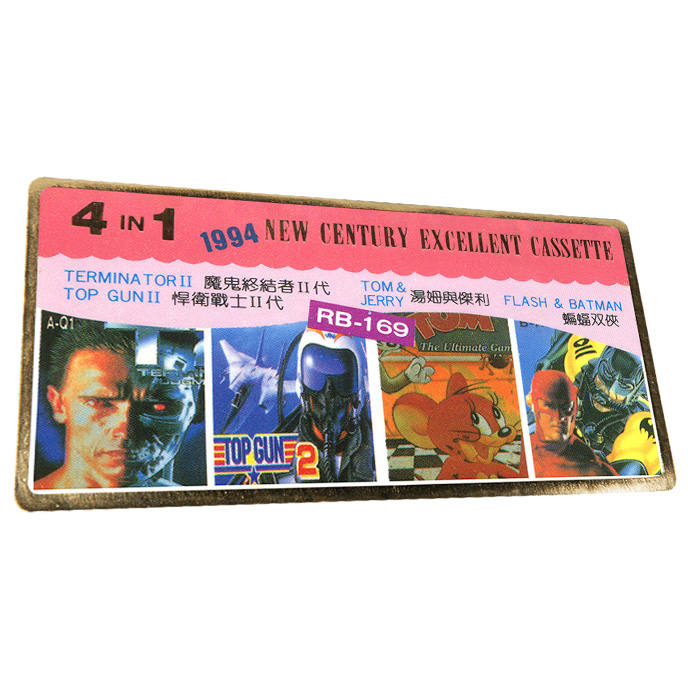 4 IN 1 1994 NEW CENTURY EXCELLENT CASSETTE
TERMINATOR II 魔鬼終結者II代
TOP GUN II 悍衛戰士II代
TOM &
JERRY 湯姆與傑利
FLASH & BATMAN
蝙蝠双俠
RB-169
A-Q1
TOP GUN
2
TOM
The Ultimate Gam